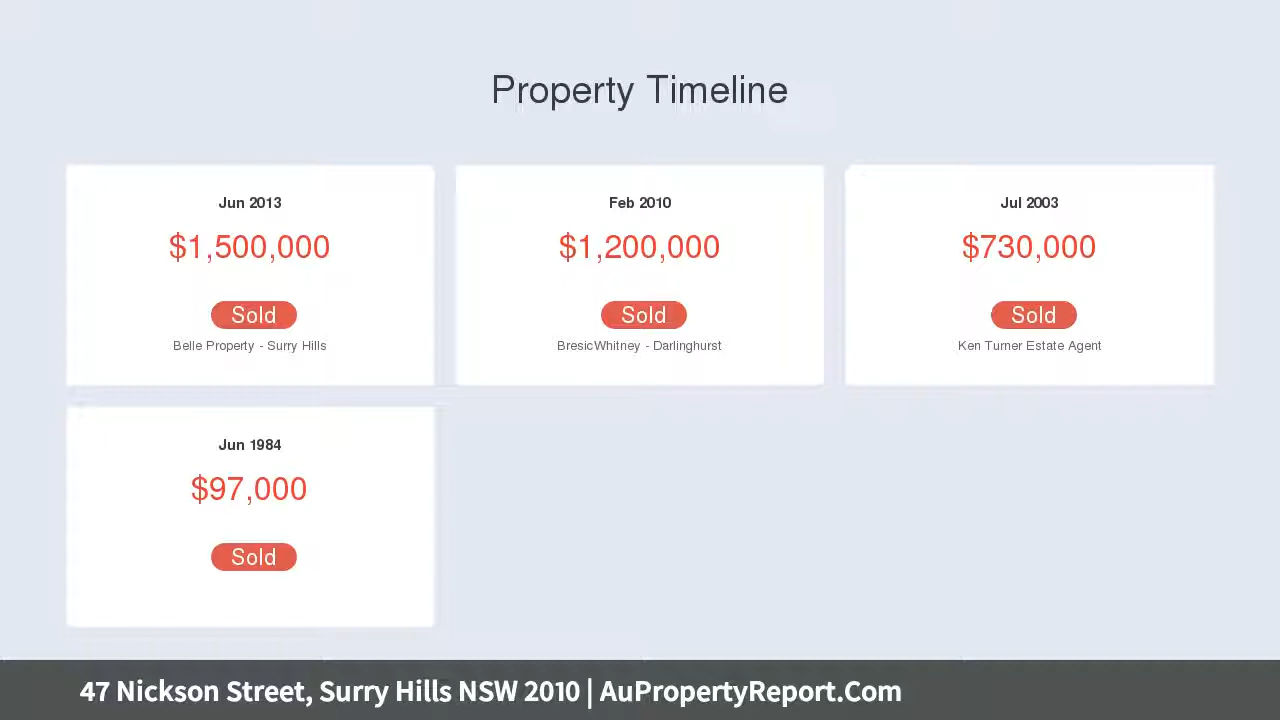 Property Timeline
Jun 2013
$1,500,000
Sold
Belle Property - Surry Hills
Feb 2010
$1,200,000
Sold
BresicWhitney - Darlinghurst
Jul 2003
$730,000
Sold
Ken Turner Estate Agent
Jun 1984
$97,000
Sold
47 Nickson Street, Surry Hills NSW 2010 | AuPropertyReport.Com